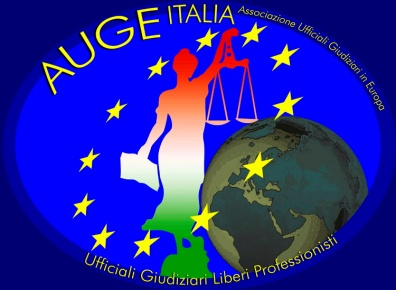 AUGE ITALIA
Associazione Ufficiali Giudiziari in Europa
Ufficiali Giudiziari Liberi Professionisti